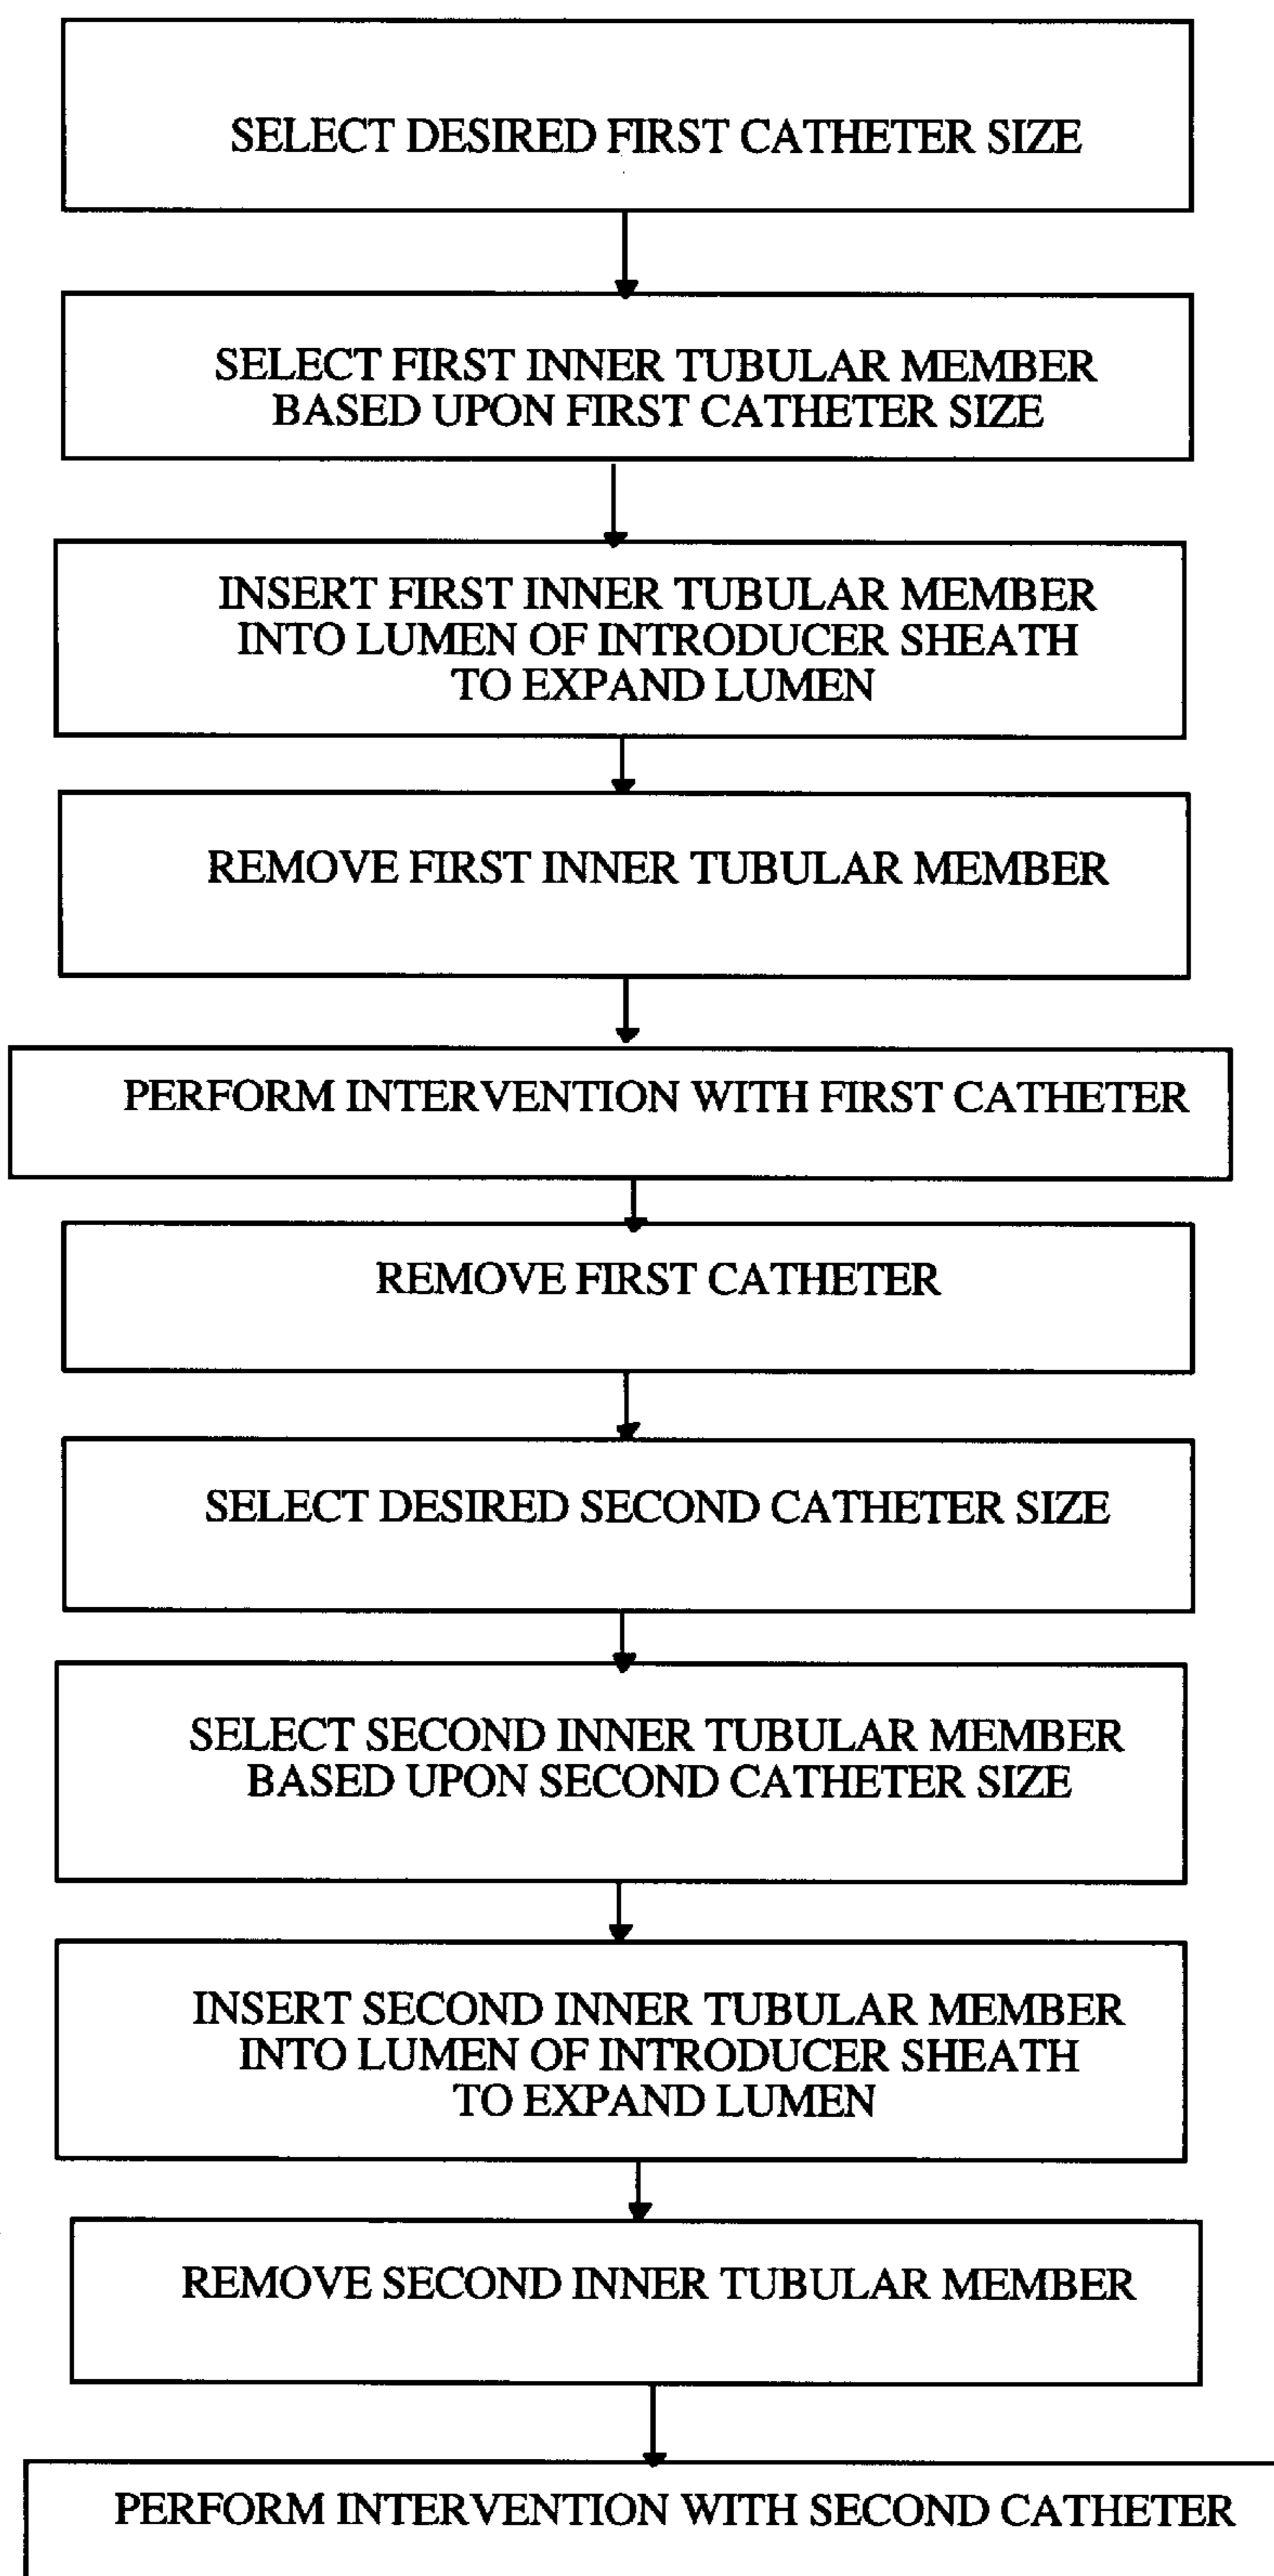 SELECT DESIRED FIRST CATHETER SIZE
SELECT FIRST INNER TUBULAR MEMBER
BASED UPON FIRST CATHETER SIZE
INSERT FIRST INNER TUBULAR MEMBER
INTO LUMEN OF INTRODUCER SHEATH
TO EXPAND LUMEN
REMOVE FIRST INNER TUBULAR MEMBER
PERFORM INTERVENTION WITH FIRST CATHETER
REMOVE FIRST CATHETER
SELECT DESIRED SECOND CATHETER SIZE
SELECT SECOND INNER TUBULAR MEMBER
BASED UPON SECOND CATHETER SIZE
INSERT SECOND INNER TUBULAR MEMBER
INTO LUMEN OF INTRODUCER SHEATH
TO EXPAND LUMEN
REMOVE SECOND INNER TUBULAR MEMBER
PERFORM INTERVENTION WITH SECOND CATHETER